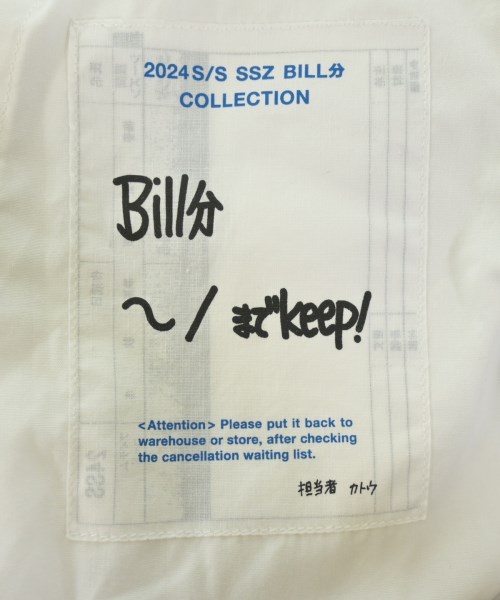 2024 S/S SSZ BILL分
COLLECTION
Bill分
～/までkeep!
<Attention> Please put it back to
warehouse or store, after checking
the cancellation waiting list.
担当者 カトウ
24SS